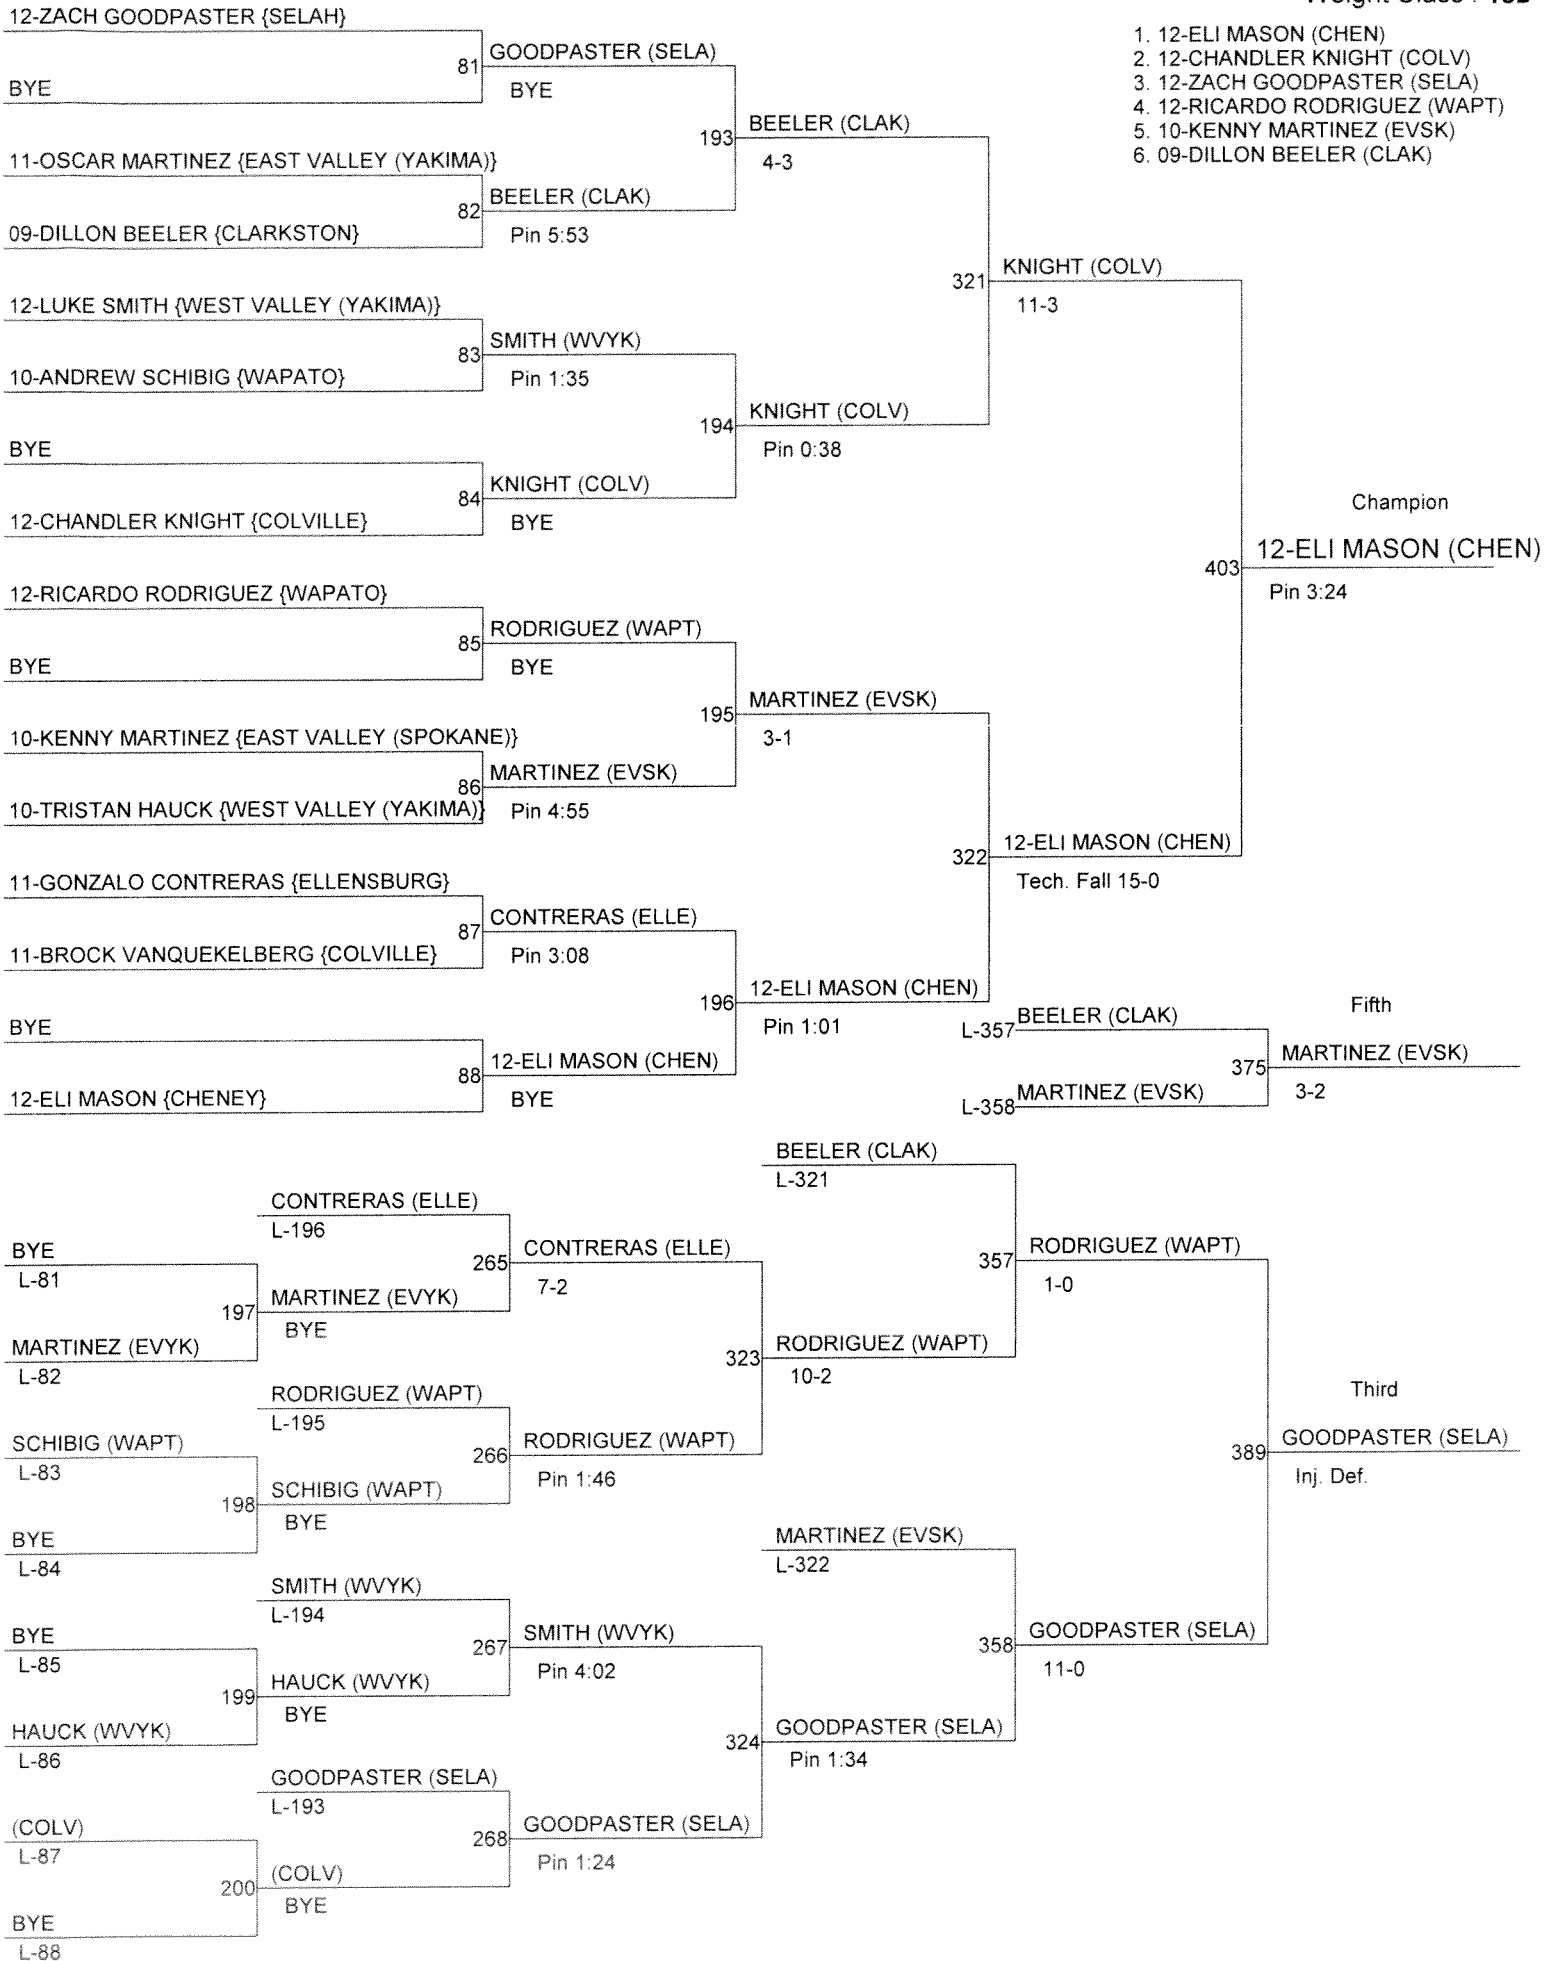 Weight Class :
1. 12-ELI MASON (CHEN)
2. 12-CHANDLER KNIGHT (COLV)
3. 12-ZACH GOODPASTER (SELA)
4. 12-RICARDO RODRIGUEZ (WAPT)
5. 10-KENNY MARTINEZ (EVSK)
6. 09-DILLON BEELER (CLAK)
12-ZACH GOODPASTER {SELAH}
81
GOODPASTER (SELA)
BYE
BYE
193
BEELER (CLAK)
4-3
11-OSCAR MARTINEZ {EAST VALLEY (YAKIMA)}
82
BEELER (CLAK)
Pin 5:53
09-DILLON BEELER {CLARKSTON}
321
KNIGHT (COLV)
11-3
12-LUKE SMITH {WEST VALLEY (YAKIMA)}
83
SMITH (WVYK)
Pin 1:35
10-ANDREW SCHIBIG {WAPATO}
194
KNIGHT (COLV)
Pin 0:38
BYE
84
KNIGHT (COLV)
BYE
12-CHANDLER KNIGHT {COLVILLE}
Champion
403
12-ELI MASON (CHEN)
Pin 3:24
12-RICARDO RODRIGUEZ {WAPATO}
85
RODRIGUEZ (WAPT)
BYE
BYE
195
MARTINEZ (EVSK)
3-1
10-KENNY MARTINEZ {EAST VALLEY (SPOKANE)}
86
MARTINEZ (EVSK)
Pin 4:55
10-TRISTAN HAUCK {WEST VALLEY (YAKIMA)}
322
12-ELI MASON (CHEN)
Tech. Fall 15-0
11-GONZALO CONTRERAS {ELLENSBURG}
87
CONTRERAS (ELLE)
Pin 3:08
11-BROCK VANQUEKELBERG {COLVILLE}
196
12-ELI MASON (CHEN)
Pin 1:01
BYE
88
12-ELI MASON (CHEN)
BYE
12-ELI MASON {CHENEY}
Fifth
L-357
BEELER (CLAK)
375
MARTINEZ (EVSK)
3-2
L-358
MARTINEZ (EVSK)
BEELER (CLAK)
L-321
CONTRERAS (ELLE)
L-196
BYE
L-81
265
CONTRERAS (ELLE)
7-2
357
RODRIGUEZ (WAPT)
1-0
197
MARTINEZ (EVYK)
BYE
MARTINEZ (EVYK)
L-82
323
RODRIGUEZ (WAPT)
10-2
RODRIGUEZ (WAPT)
L-195
Third
SCHIBIG (WAPT)
L-83
266
RODRIGUEZ (WAPT)
Pin 1:46
389
GOODPASTER (SELA)
Inj. Def.
198
SCHIBIG (WAPT)
BYE
BYE
L-84
MARTINEZ (EVSK)
L-322
SMITH (WVYK)
L-194
BYE
L-85
267
SMITH (WVYK)
Pin 4:02
358
GOODPASTER (SELA)
11-0
199
HAUCK (WVYK)
BYE
HAUCK (WVYK)
L-86
324
GOODPASTER (SELA)
Pin 1:34
GOODPASTER (SELA)
L-193
(COLV)
L-87
268
GOODPASTER (SELA)
Pin 1:24
200
(COLV)
BYE
BYE
L-88